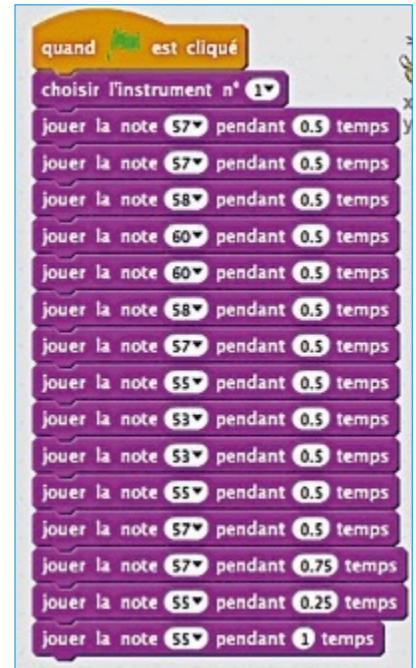 quand est cliqué
choisir l'instrument n° 1
jouer la note 57 pendant 0.5 temps
jouer la note 57 pendant 0.5 temps
jouer la note 58 pendant 0.5 temps
jouer la note 60 pendant 0.5 temps
jouer la note 60 pendant 0.5 temps
jouer la note 58 pendant 0.5 temps
jouer la note 57 pendant 0.5 temps
jouer la note 55 pendant 0.5 temps
jouer la note 53 pendant 0.5 temps
jouer la note 53 pendant 0.5 temps
jouer la note 55 pendant 0.5 temps
jouer la note 57 pendant 0.5 temps
jouer la note 57 pendant 0.75 temps
jouer la note 55 pendant 0.25 temps
jouer la note 55 pendant 1 temps